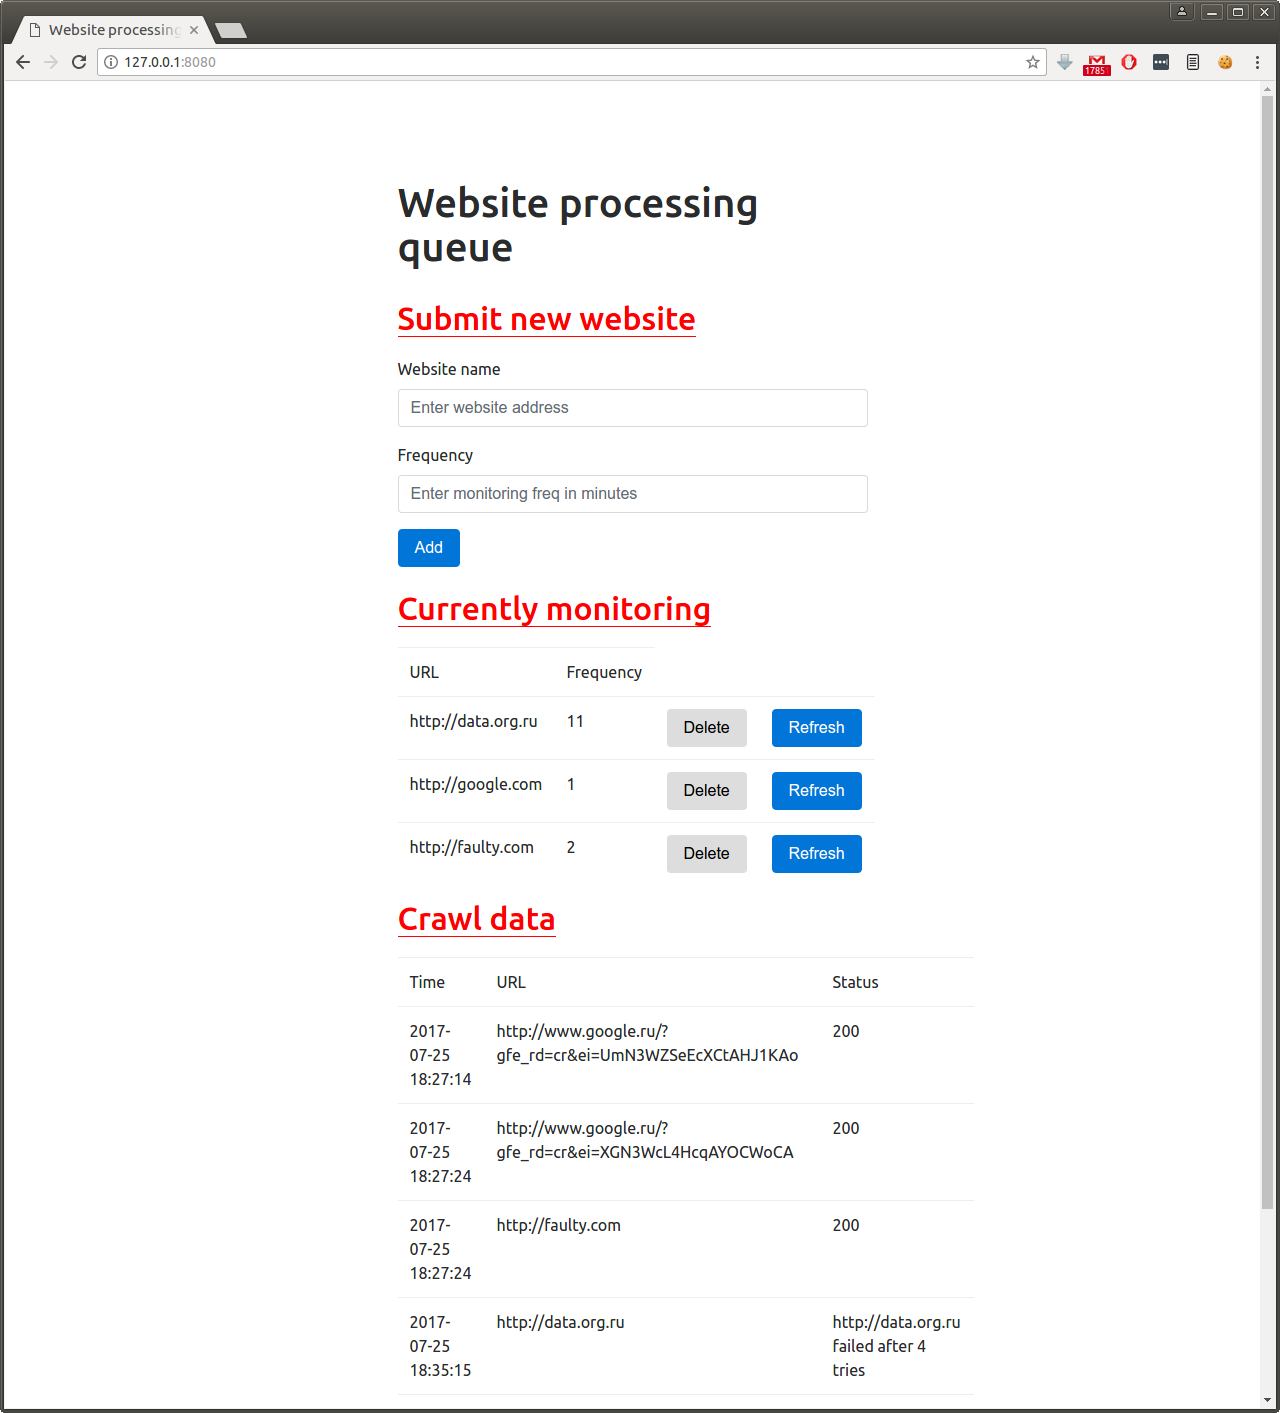 Website processing
127.0.0.1:8080
1785
Website processing
queue
Submit new website
Website name
Enter website address
Frequency
Enter monitoring freq in minutes
Add
Currently monitoring
URL Frequency
http://data.org.ru 11 Delete Refresh
http://google.com 1 Delete Refresh
http://faulty.com 2 Delete Refresh
Crawl data
Time URL Status
2017- http://www.google.ru/? 200
07-25 gfe_rd=cr&ei=UmN3WZSeEcXCtAHJ1KAo
18:27:14
2017- http://www.google.ru/? 200
07-25 gfe_rd=cr&ei=XGN3WcL4HcqAYOCWoCA
18:27:24
2017- http://faulty.com 200
07-25
18:27:24
2017- http://data.org.ru http://data.org.ru
07-25 failed after 4
18:35:15 tries